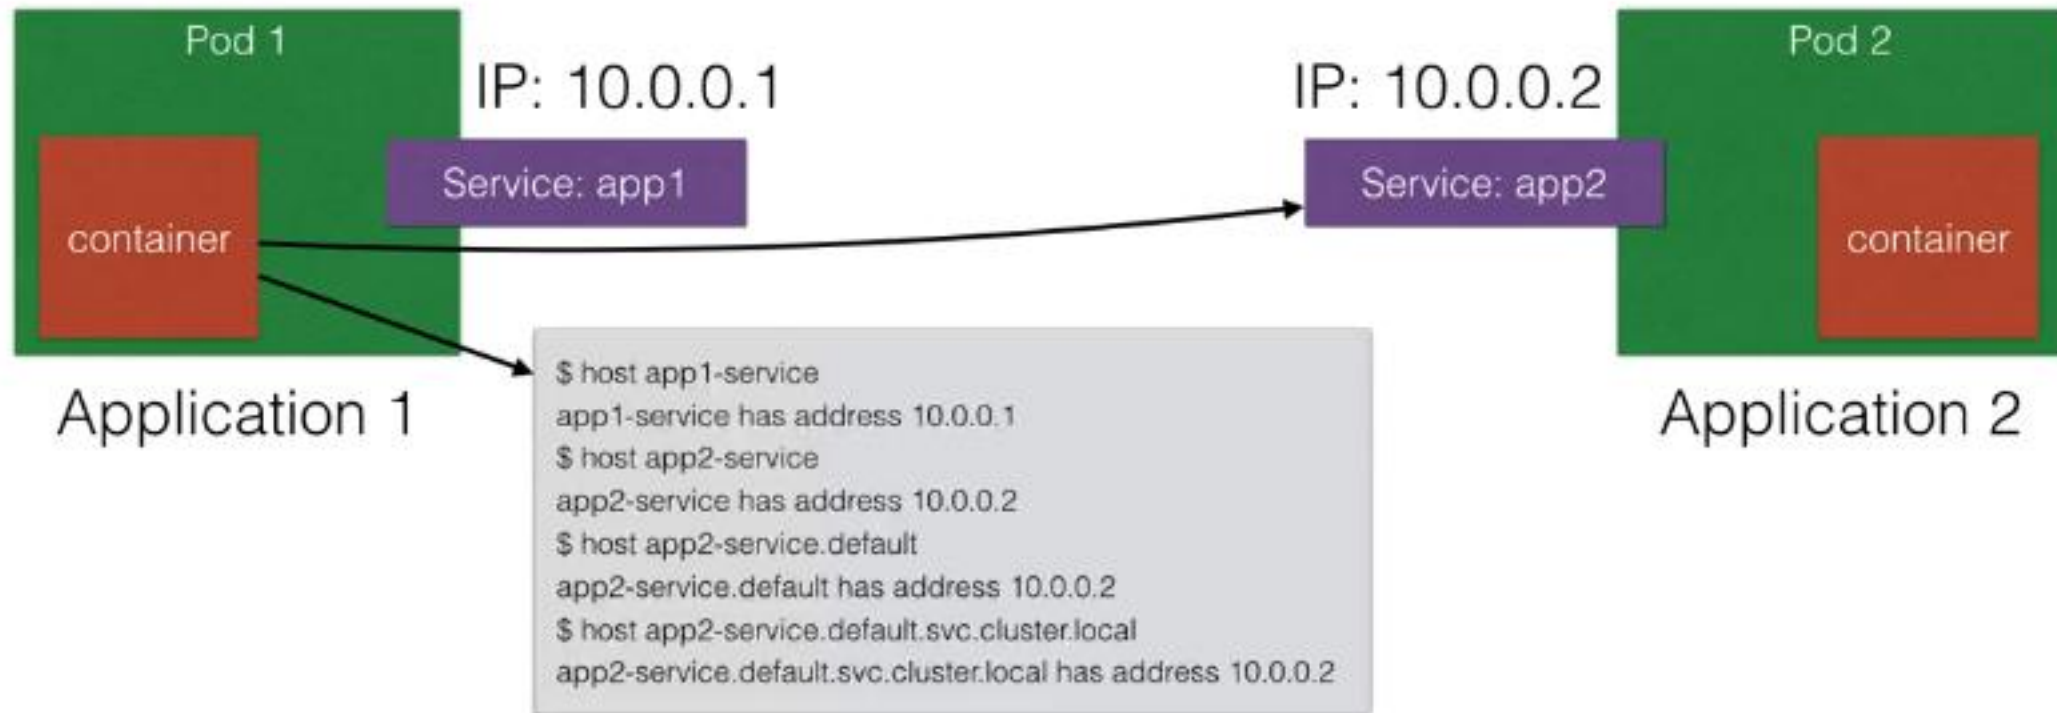 Pod 1
IP: 10.0.0.1
Service: app1
container
Application 1
IP: 10.0.0.2
Pod 2
Service: app2
container
Application 2
$ host app1-service
app1-service has address 10.0.0.1
$ host app2-service
app2-service has address 10.0.0.2
$ host app2-service.default
app2-service.default has address 10.0.0.2
$ host app2-service.default.svc.cluster.local
app2-service.default.svc.cluster.local has address 10.0.0.2